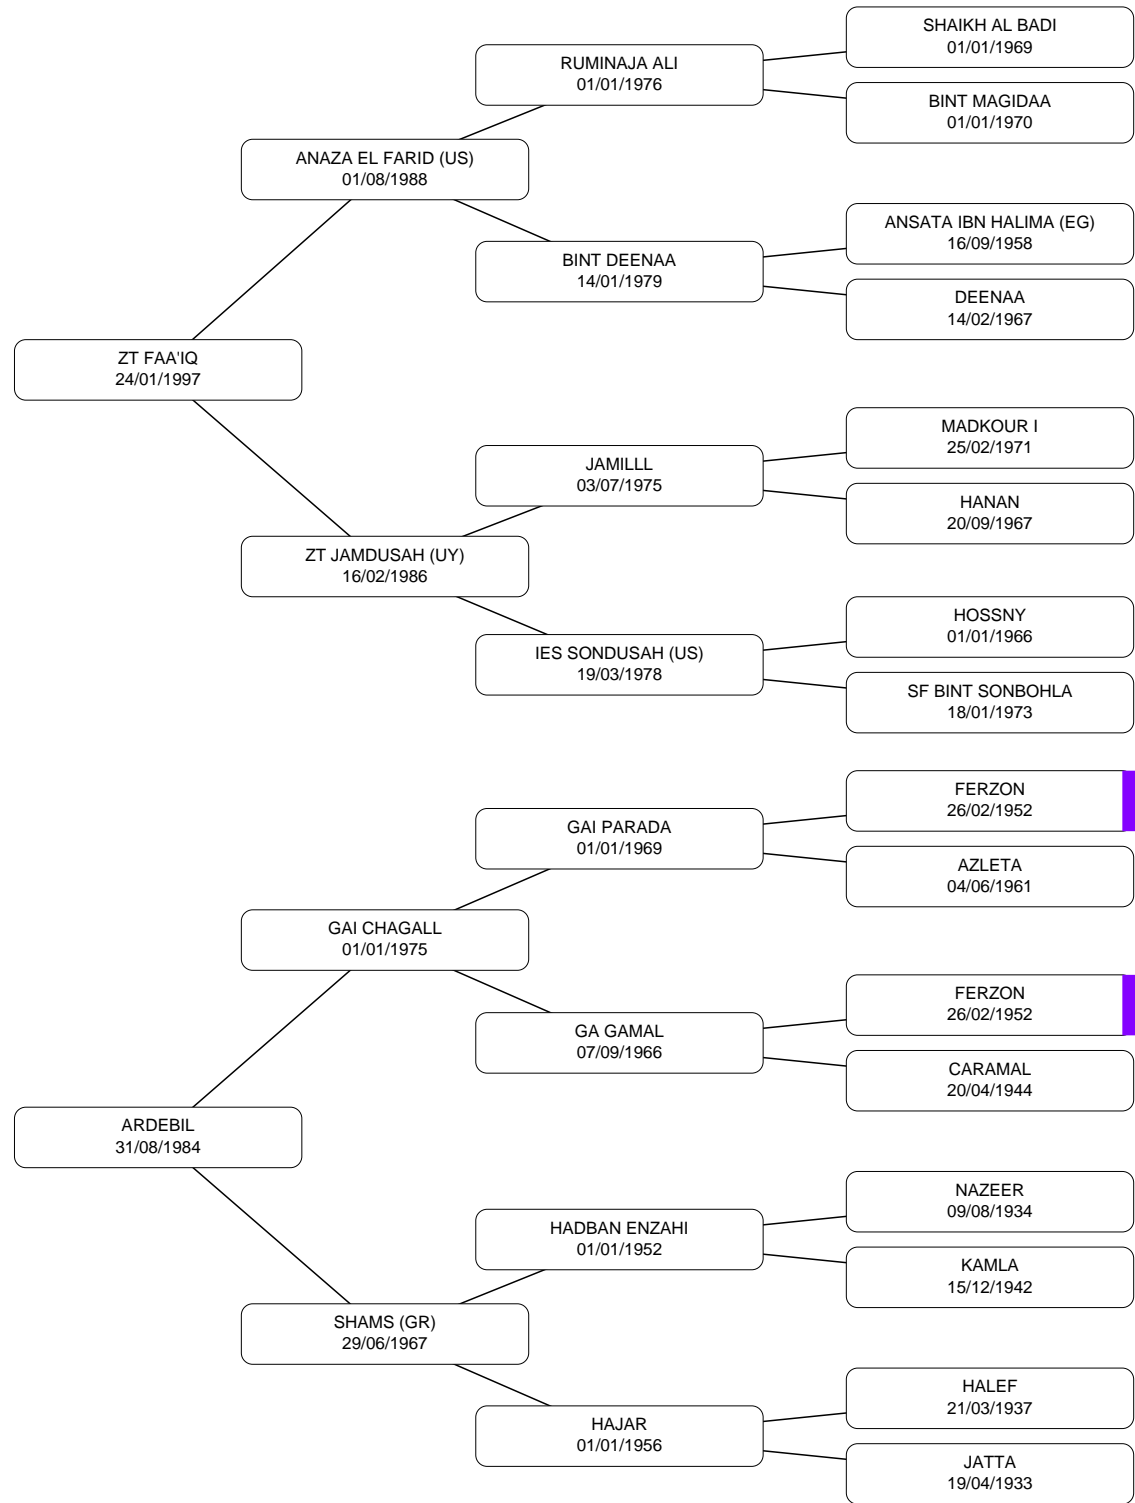 SHAIKH AL BADI
01/01/1969
RUMINAJA ALI
01/01/1976
BINT MAGIDAA
01/01/1970
ANAZA EL FARID (US)
01/08/1988
ANSATA IBN HALIMA (EG)
16/09/1958
BINT DEENAA
14/01/1979
DEENAA
14/02/1967
ZT FAA'IQ
24/01/1997
MADKOUR I
25/02/1971
JAMILLL
03/07/1975
HANAN
20/09/1967
ZT JAMDUSAH (UY)
16/02/1986
HOSSNY
01/01/1966
IES SONDUSAH (US)
19/03/1978
SF BINT SONBOHLA
18/01/1973
FERZON
26/02/1952
GAI PARADA
01/01/1969
AZLETA
04/06/1961
GAI CHAGALL
01/01/1975
FERZON
26/02/1952
GA GAMAL
07/09/1966
CARAMAL
20/04/1944
ARDEBIL
31/08/1984
NAZEER
09/08/1934
HADBAN ENZAHI
01/01/1952
KAMLA
15/12/1942
SHAMS (GR)
29/06/1967
HALEF
21/03/1937
HAJAR
01/01/1956
JATTA
19/04/1933